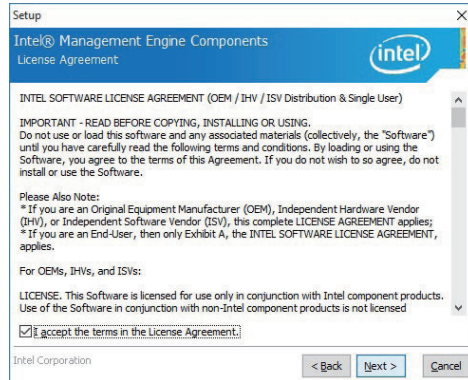 Setup
Intel® Management Engine Components
License Agreement
intel
INTEL SOFTWARE LICENSE AGREEMENT (OEM / IHV / ISV Distribution & Single User)
IMPORTANT - READ BEFORE COPYING, INSTALLING OR USING.
Do not use or load this software and any associated materials (collectively, the "Software")
until you have carefully read the following terms and conditions. By loading or using the
Software, you agree to the terms of this Agreement. If you do not wish to so agree, do not
install or use the Software.
Please Also Note:
* If you are an Original Equipment Manufacturer (OEM), Independent Hardware Vendor
(IHV), or Independent Software Vendor (ISV), this complete LICENSE AGREEMENT applies;
* If you are an End-User, then only Exhibit A, the INTEL SOFTWARE LICENSE AGREEMENT,
applies.
For OEMs, IHVs, and ISVs:
LICENSE. This Software is licensed for use only in conjunction with Intel component products.
Use of the Software in conjunction with non-Intel component products is not licensed
I accept the terms in the License Agreement.
Intel Corporation
< Back
Next >
Cancel